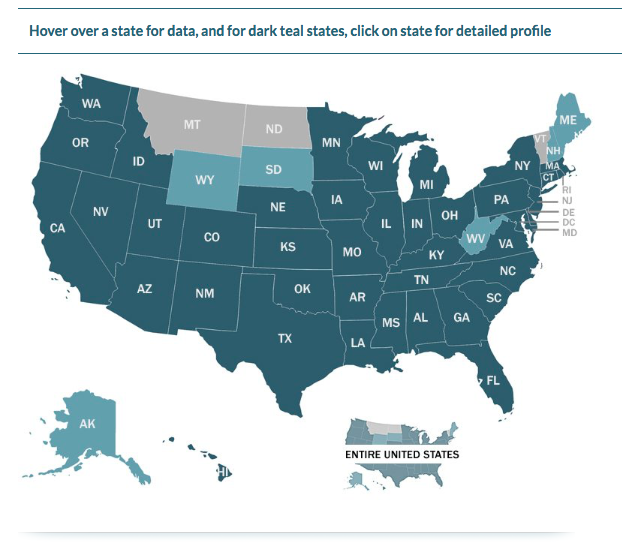 Hover over a state for data, and for dark teal states, click on state for detailed profile
WA
MT
ND
MN
ME
VT
NH
OR
ID
SD
WI
NY
MA
WY
MI
CT
RI
NV
NE
IA
PA
NJ
CA
UT
CO
IL
IN
OH
DE
DC
MD
KS
MO
WV
VA
KY
AZ
NM
OK
AR
TN
NC
TX
MS
AL
GA
SC
LA
FL
AK
HI
ENTIRE UNITED STATES